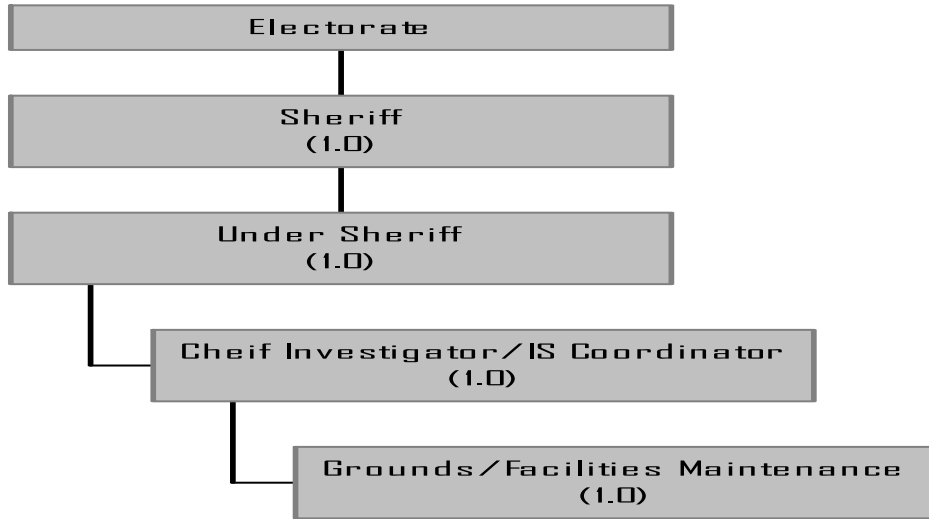 Electorate
Sheriff
(1.0)
Under Sheriff
(1.0)
Cheif Investigator/IS Coordinator
(1.0)
Grounds/Facilities Maintenance
(1.0)